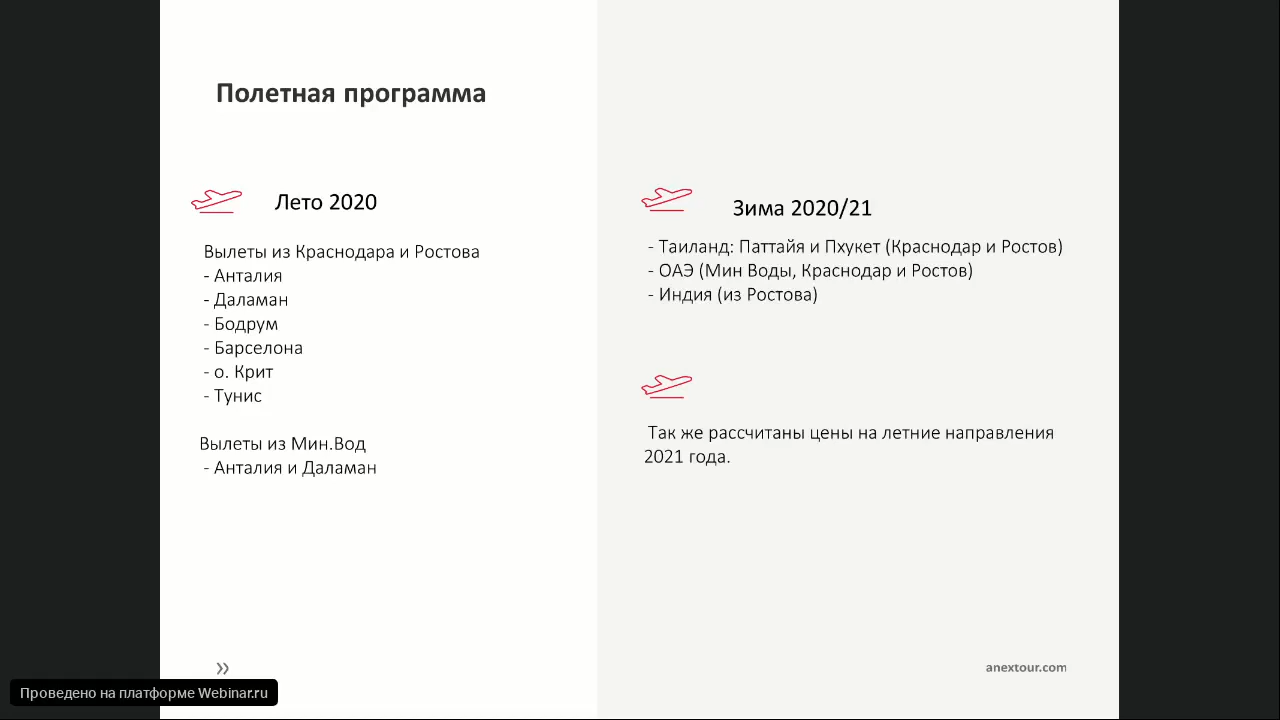 Полетная программа
Лето 2020
Вылеты из Краснодара и Ростова
- Анталия
- Даламан
- Бодрум
- Барселона
- о. Крит
- Тунис
Вылеты из Мин.Вод
- Анталия и Даламан
Зима 2020/21
- Таиланд: Паттайя и Пхукет (Краснодар и Ростов)
- ОАЭ (Мин Воды, Краснодар и Ростов)
- Индия (из Ростова)
Так же рассчитаны цены на летние направления
2021 года.
anextour.com
Проведено на платформе Webinar.ru